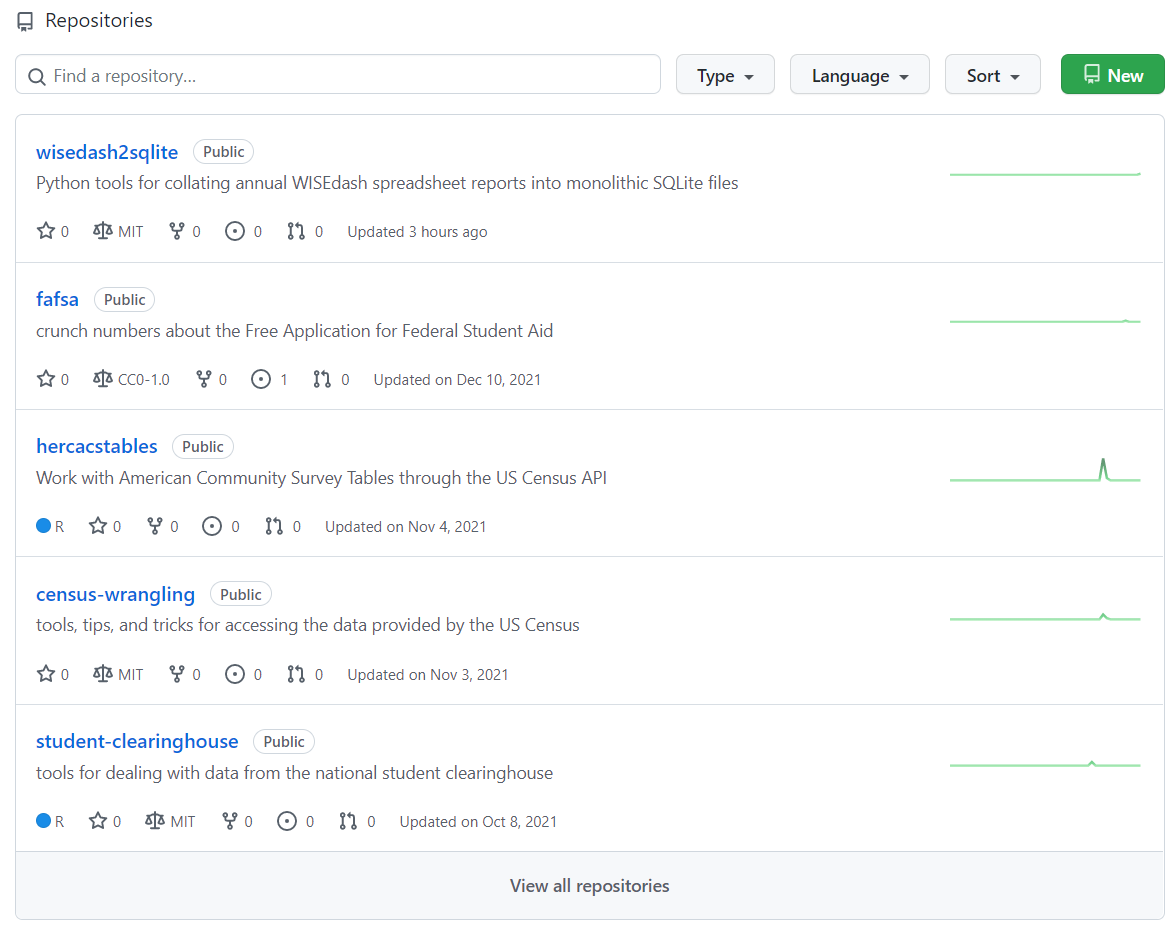 Repositories
Find a repository...
Type
Language
Sort
New
wisedash2sqlite Public
Python tools for collating annual WISEdash spreadsheet reports into monolithic SQLite files
0 MIT 0 0 0 Updated 3 hours ago
fafsa Public
crunch numbers about the Free Application for Federal Student Aid
0 CC0-1.0 0 1 0 Updated on Dec 10, 2021
hercacstables Public
Work with American Community Survey Tables through the US Census API
R 0 0 0 0 Updated on Nov 4, 2021
census-wrangling Public
tools, tips, and tricks for accessing the data provided by the US Census
0 MIT 0 0 0 Updated on Nov 3, 2021
student-clearinghouse Public
tools for dealing with data from the national student clearinghouse
R 0 MIT 0 0 0 Updated on Oct 8, 2021
View all repositories